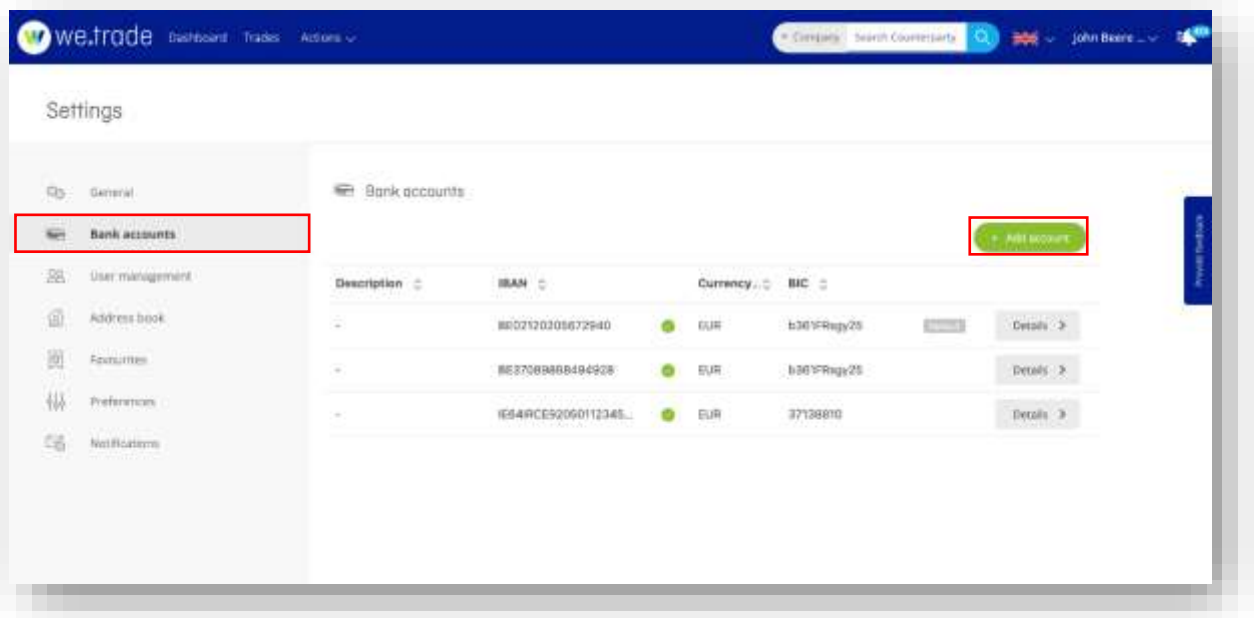 we.trade Dashboard Trades Actions Company Search Counterparty John Beere ...
Settings
General
Bank accounts
User management
Address book
Favourites
Preferences
Notifications
Bank accounts
+ Add account
Description IBAN Currency... BIC
- BE02120205672940 EUR b361FRegy25 Default Details >
- BE37089868494928 EUR b361FRegy25 Details >
- IE64IRCE92050112345... EUR 37138810 Details >
Provide feedback